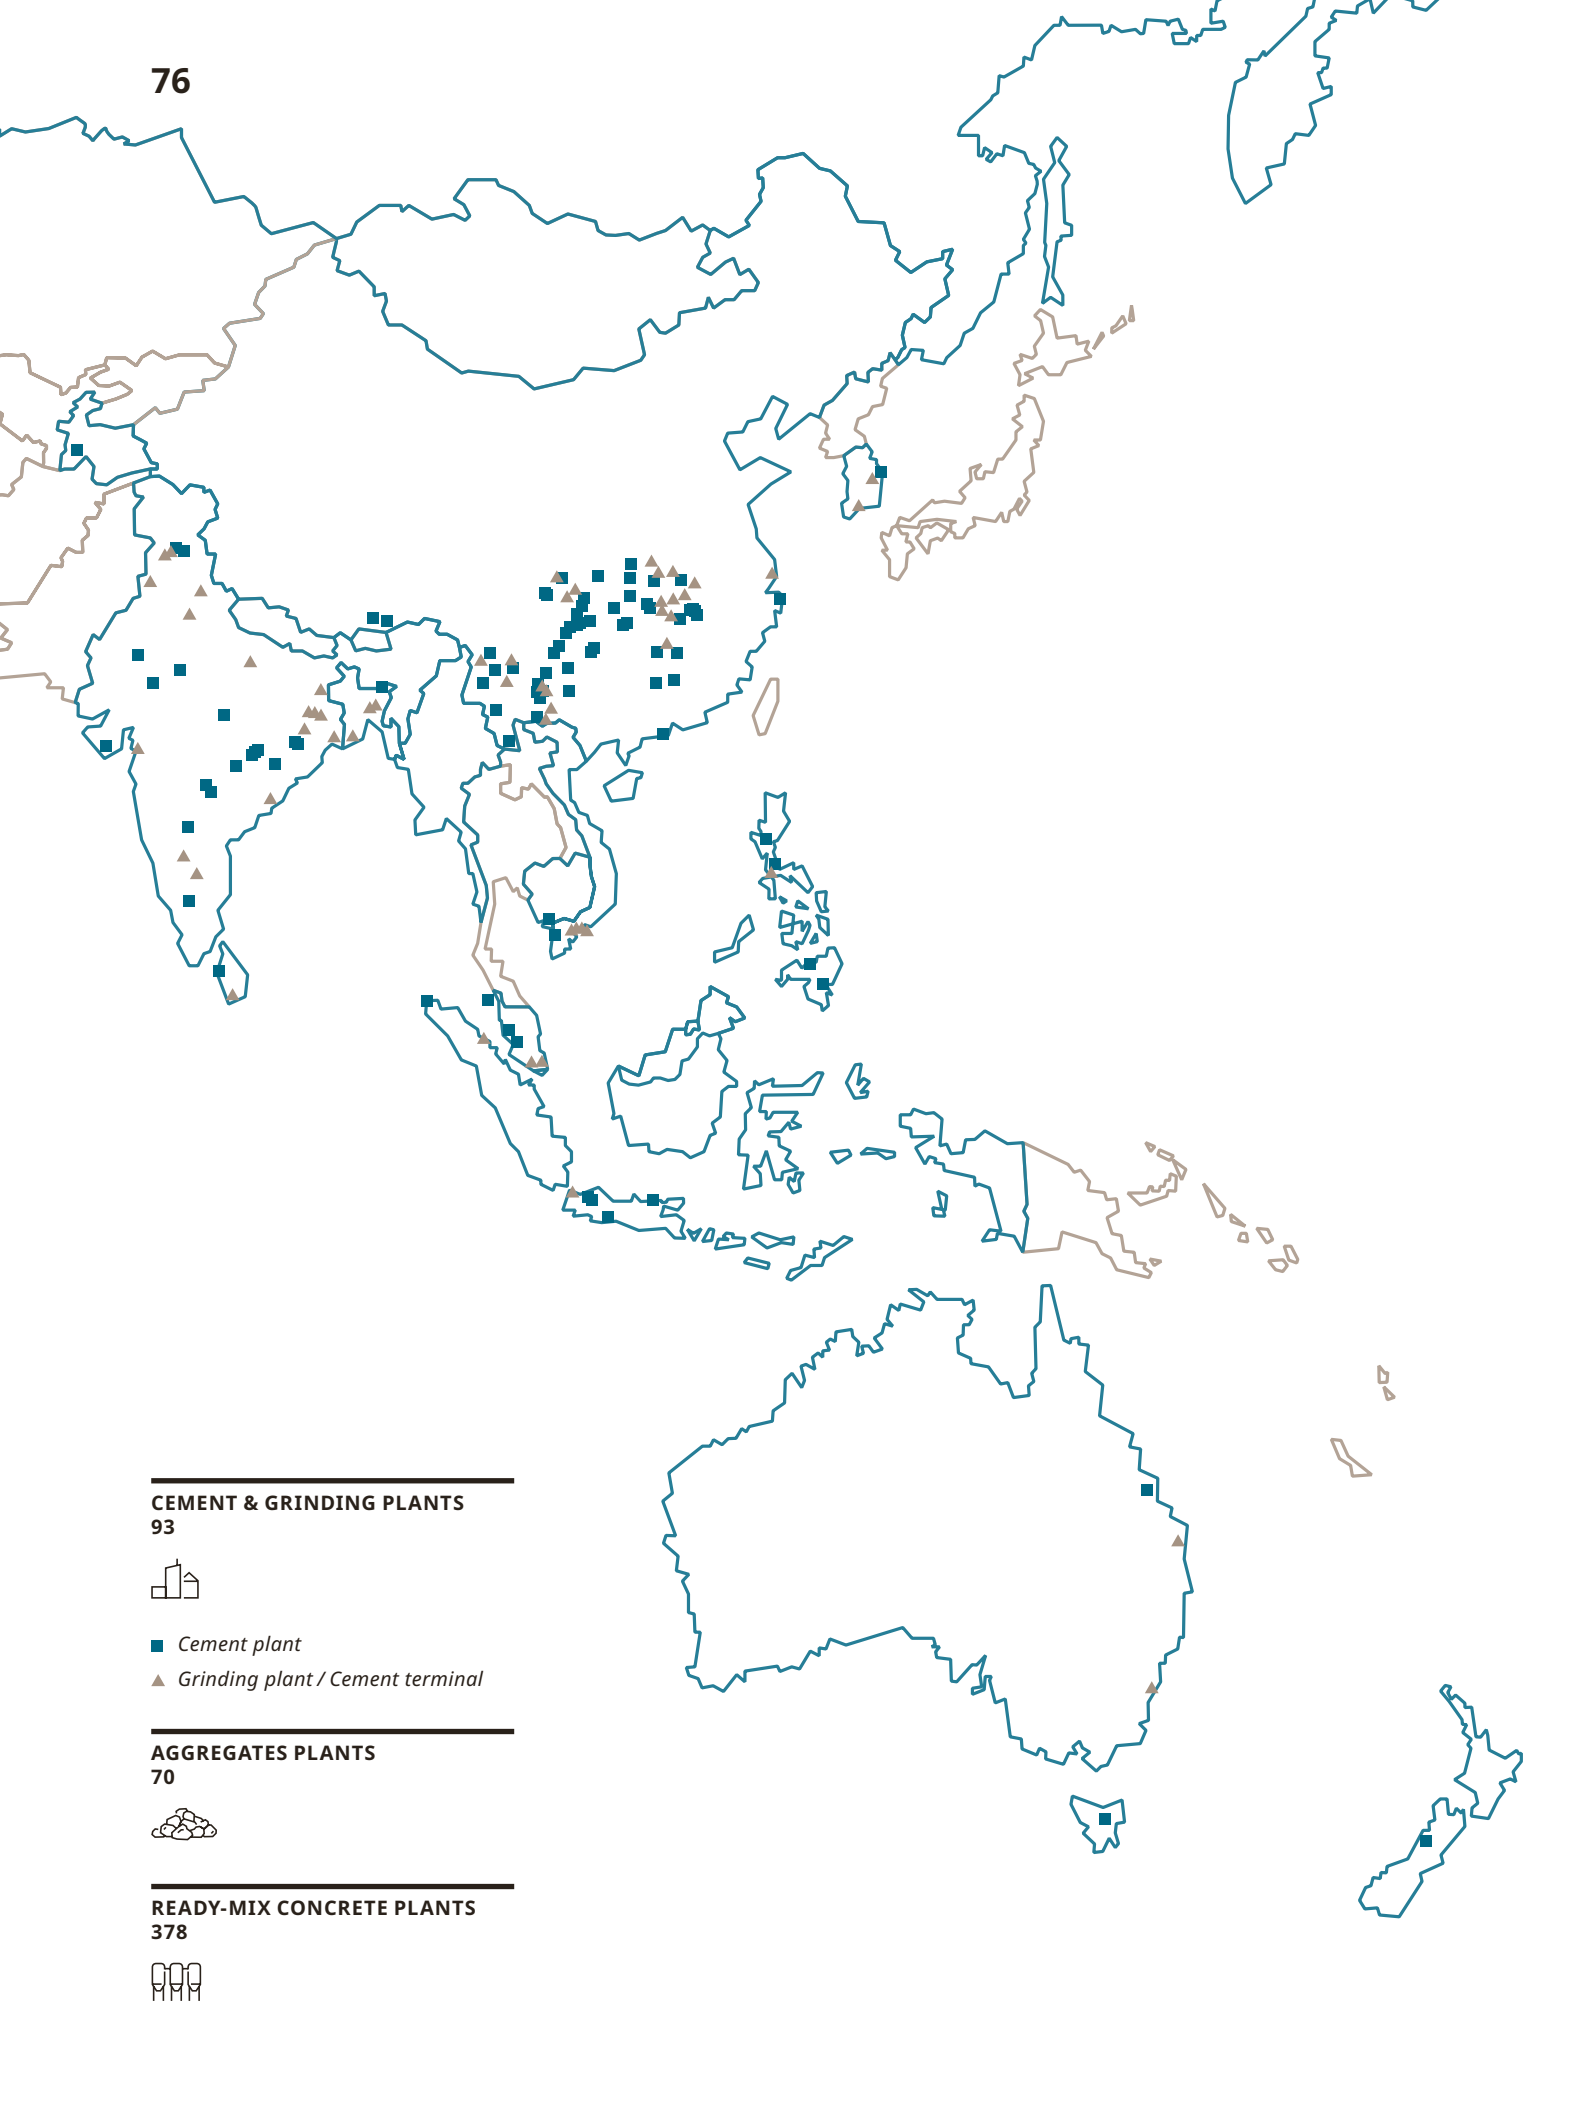 76
CEMENT & GRINDING PLANTS
93
Cement plant
Grinding plant / Cement terminal
AGGREGATES PLANTS
70
READY-MIX CONCRETE PLANTS
378